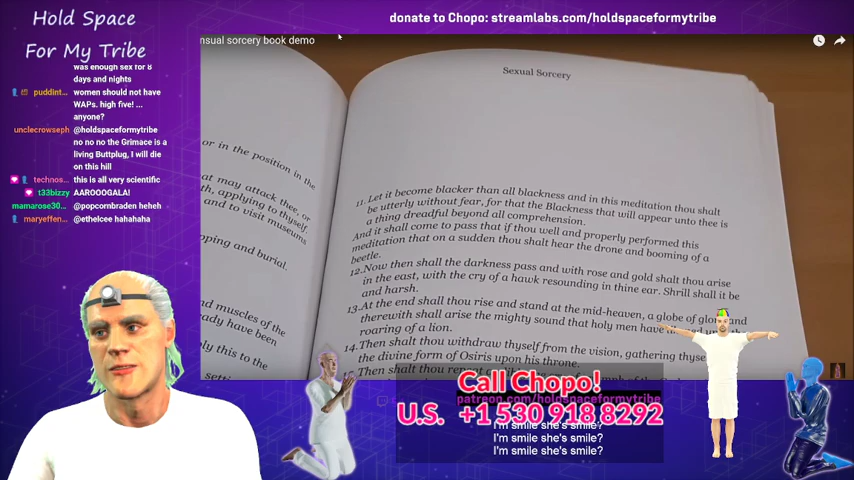 Hold Space
For My Tribe
donate to Chopo: streamlabs.com/holdspaceformytribe
was enough sex for 8
days and nights
puddint... women should not have
WAPs. high five! ...
anyone?
unclecrowseph @holdspaceformytribe
no no no the Grimace is a
living Buttplug, I will die
on this hill
technos... this is all very scientific
t33bizzy AAROOOGALA!
mamarose30... @popcornbraden heheh
maryeffen... @ethelcee hahahaha
nsual sorcery book demo
or in the position in the
at may attack thee, or
th, applying to thyself,
and to visit museums
pping and burial.
nd muscles of the
ady have been
ply this to the
Sexual Sorcery
11. Let it become blacker than all blackness and in this meditation thou shalt
be utterly without fear, for that the Blackness that will appear unto thee is
a thing dreadful beyond all comprehension.
And it shall come to pass that if thou well and properly performed this
meditation that on a sudden thou shalt hear the drone and booming of a
beetle.
12. Now then shall the darkness pass and with rose and gold shalt thou arise
in the east, with the cry of a hawk resounding in thine ear. Shrill shall it be
and harsh.
13. At the end shall thou rise and stand at the mid-heaven, a globe of glory and
therewith shall arise the mighty sound that holy men have
roaring of a lion.
14. Then shalt thou withdraw thyself from the vision, gathering
the divine form of Osiris upon his throne.
Then shalt thou repeat
Call Chopo!
patreon.com/holdspaceformytribe
U.S. +1 530 918 8292
I'm smile she's smile?
I'm smile she's smile?
I'm smile she's smile?